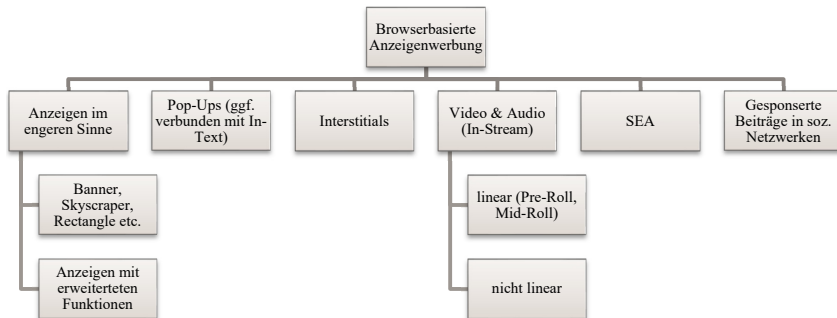 Browserbasierte
Anzeigenwerbung
Anzeigen im
engeren Sinne
Pop-Ups (ggf.
verbunden mit In-
Text)
Interstitials
Video & Audio
(In-Stream)
SEA
Gesponserte
Beiträge in soz.
Netzwerken
Banner,
Skyscraper,
Rectangle etc.
linear (Pre-Roll,
Mid-Roll)
Anzeigen mit
erweiterteten
Funktionen
nicht linear